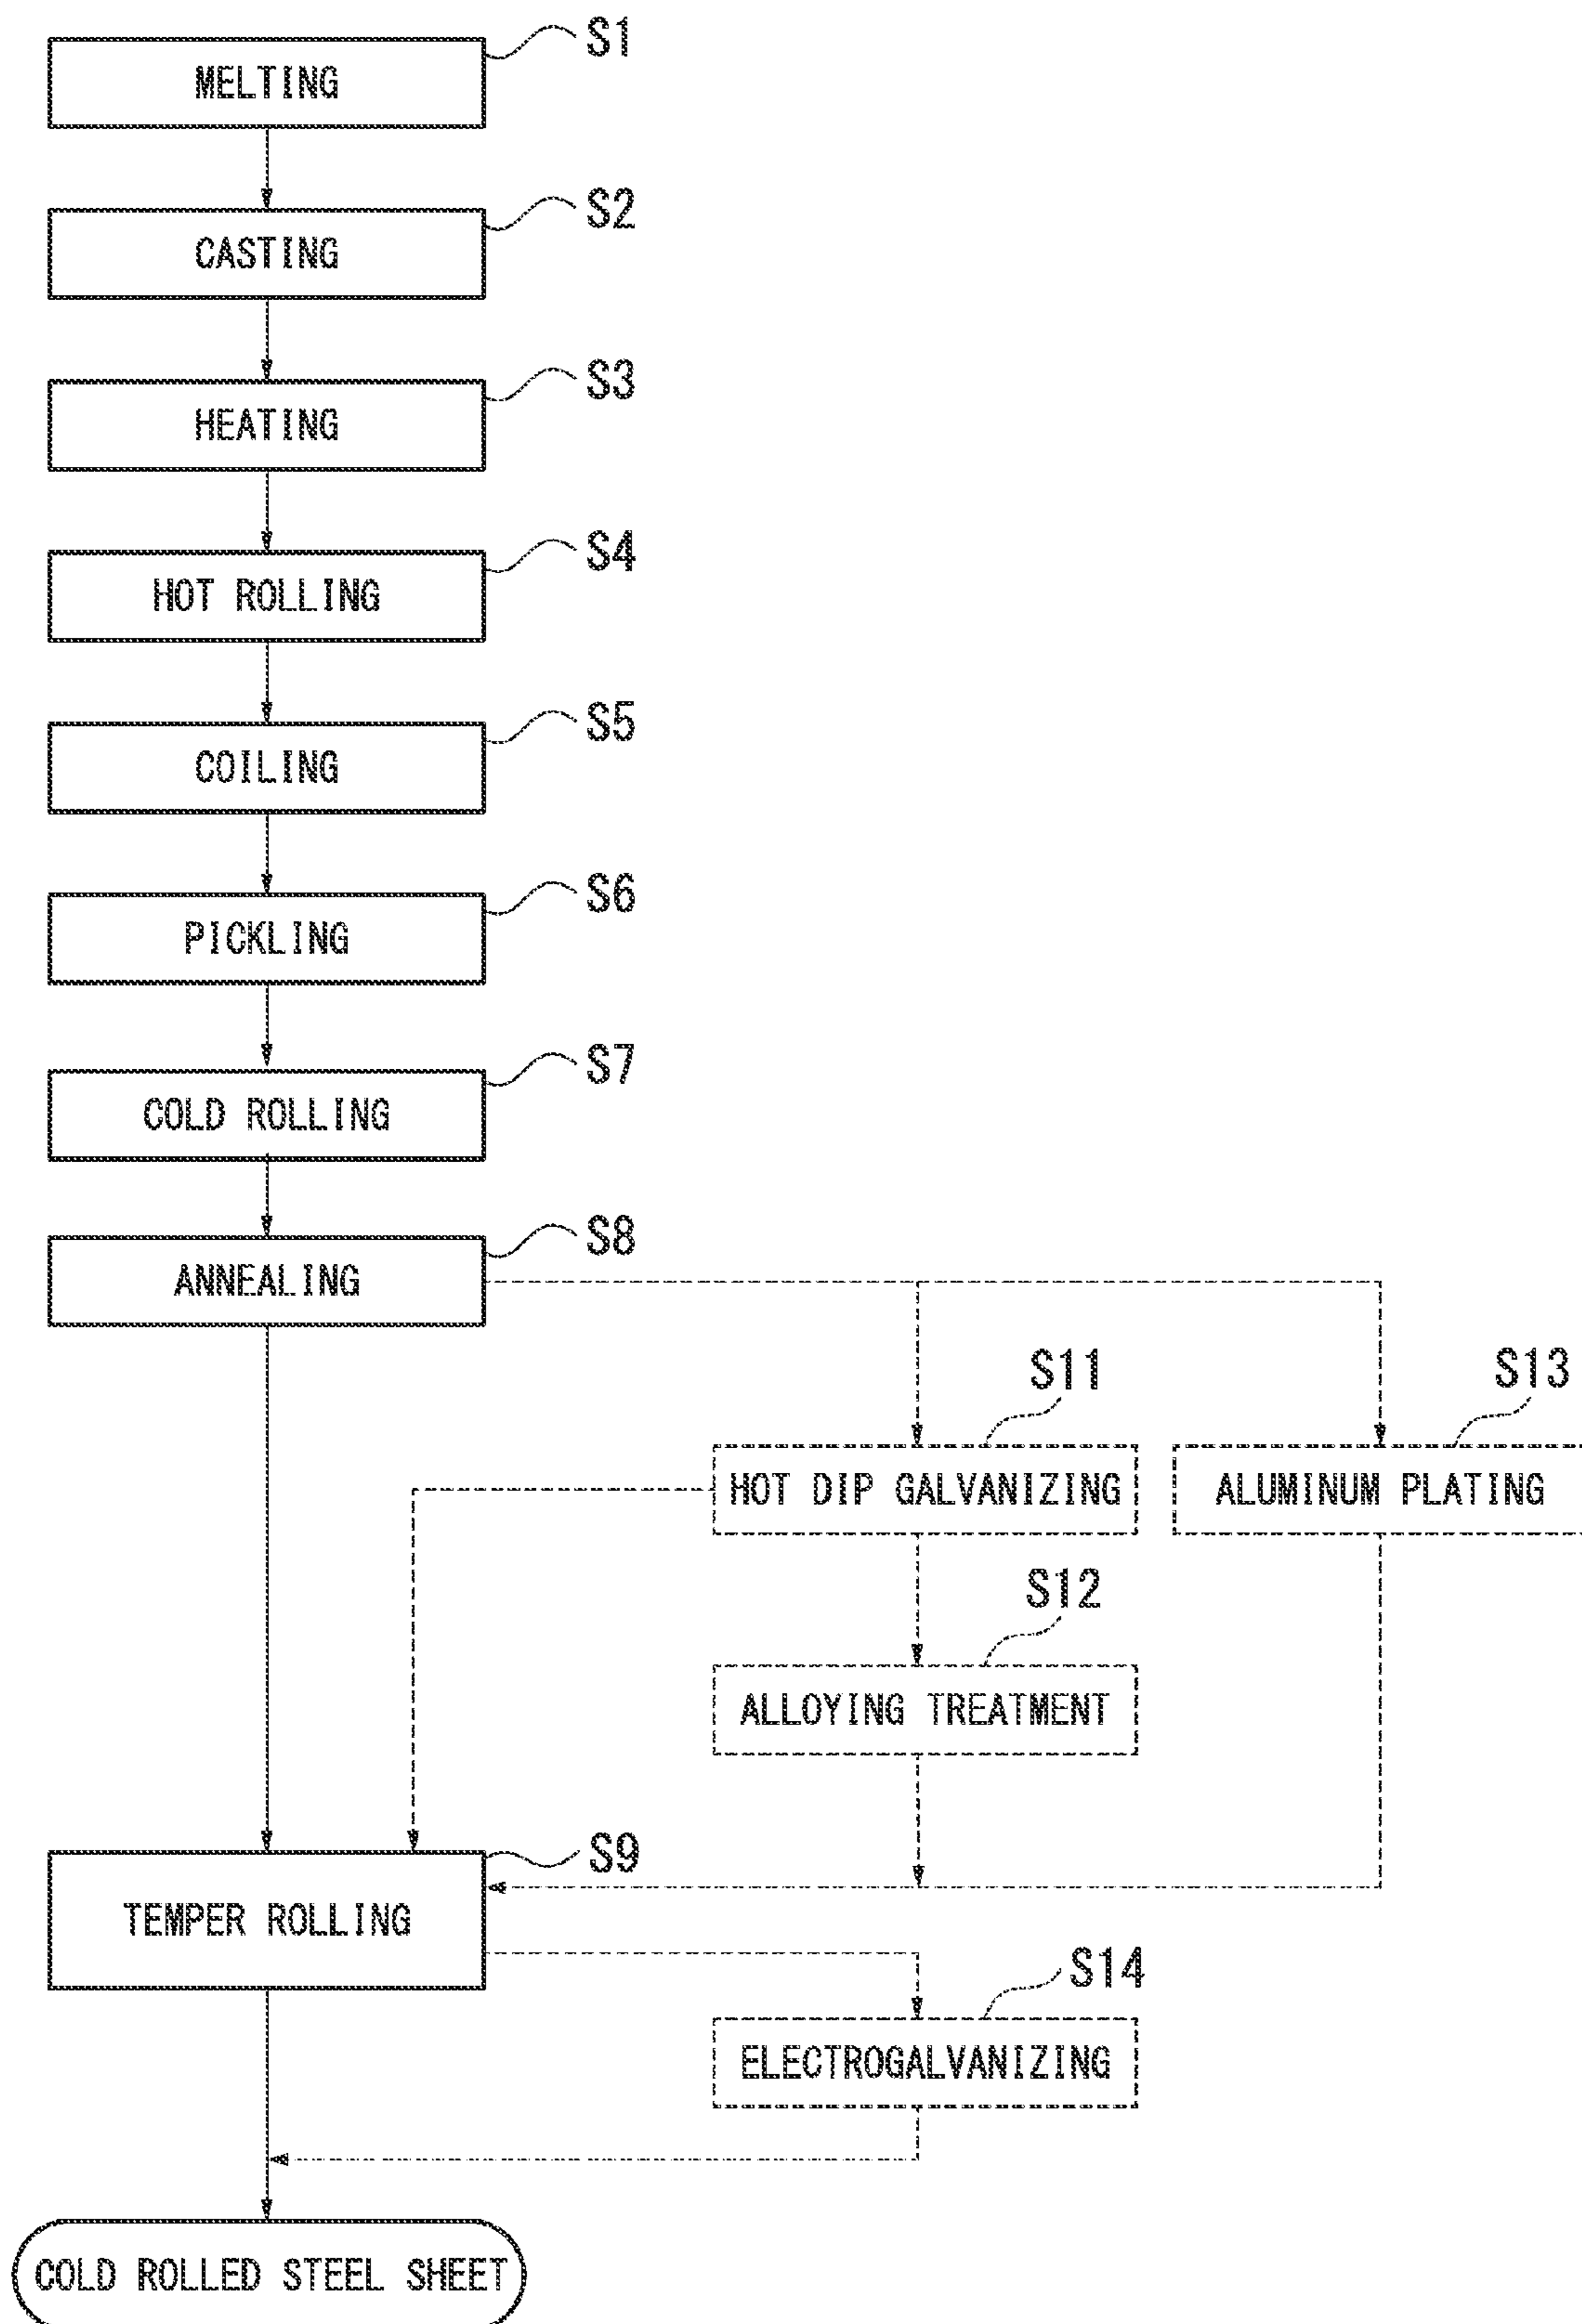 S1
MELTING
S2
CASTING
S3
HEATING
S4
HOT ROLLING
S5
COILING
S6
PICKLING
S7
COLD ROLLING
S8
ANNEALING
S11
S13
HOT DIP GALVANIZING
ALUMINUM PLATING
S12
ALLOYING TREATMENT
S9
TEMPER ROLLING
S14
ELECTROGALVANIZING
COLD ROLLED STEEL SHEET